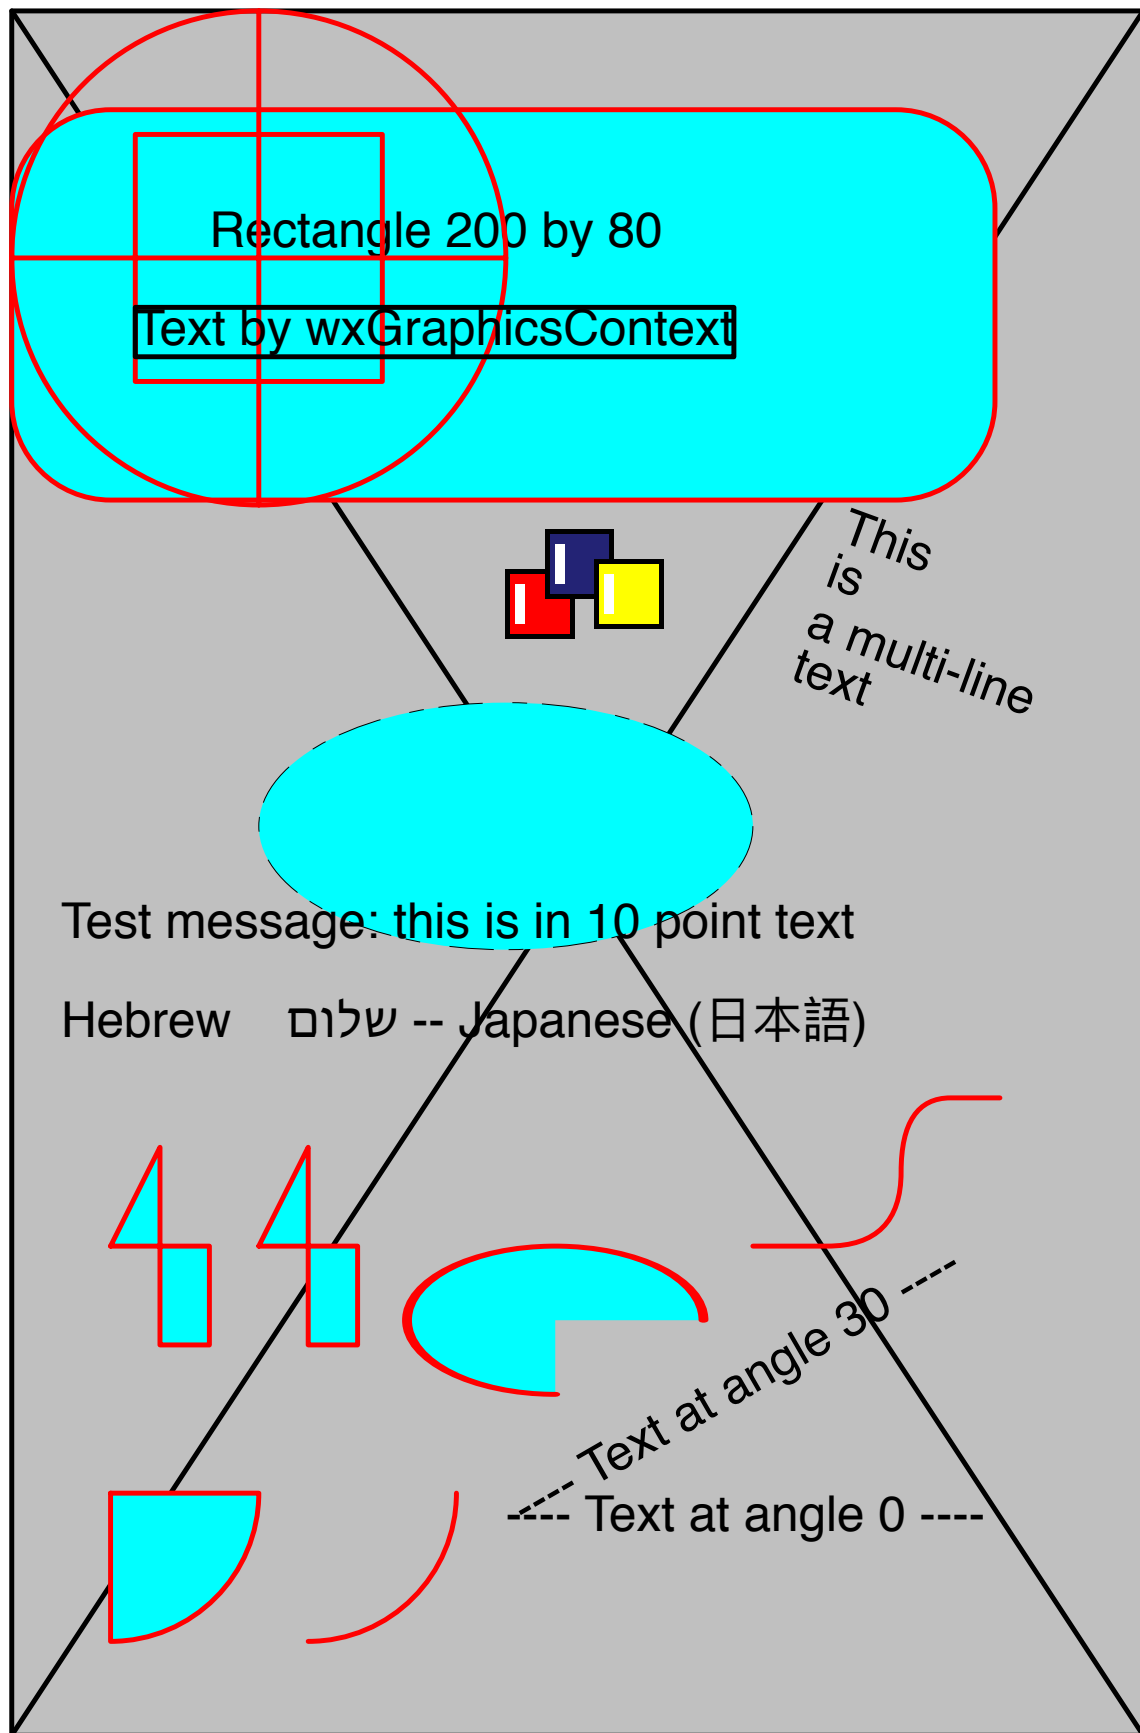 Rectangle 200 by 80
Text by wxGraphicsContext
This
is
a multi-line
text
Test message: this is in 10 point text
Hebrew    שלום -- Japanese (日本語)
---- Text at angle 30 ----
---- Text at angle 0 ----